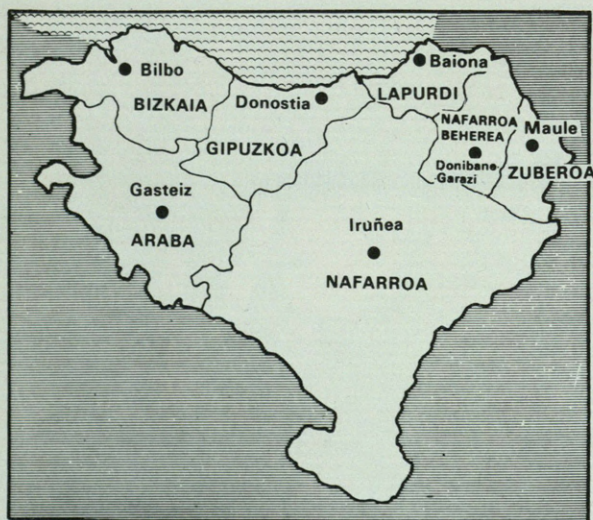 Bilbo
BIZKAIA
Donostia
GIPUZKOA
Baiona
LAPURDI
NAFARROA
BEHEREA
Donibane
Garazi
Maule
ZUBEROA
Gasteiz
ARABA
Iruñea
NAFARROA